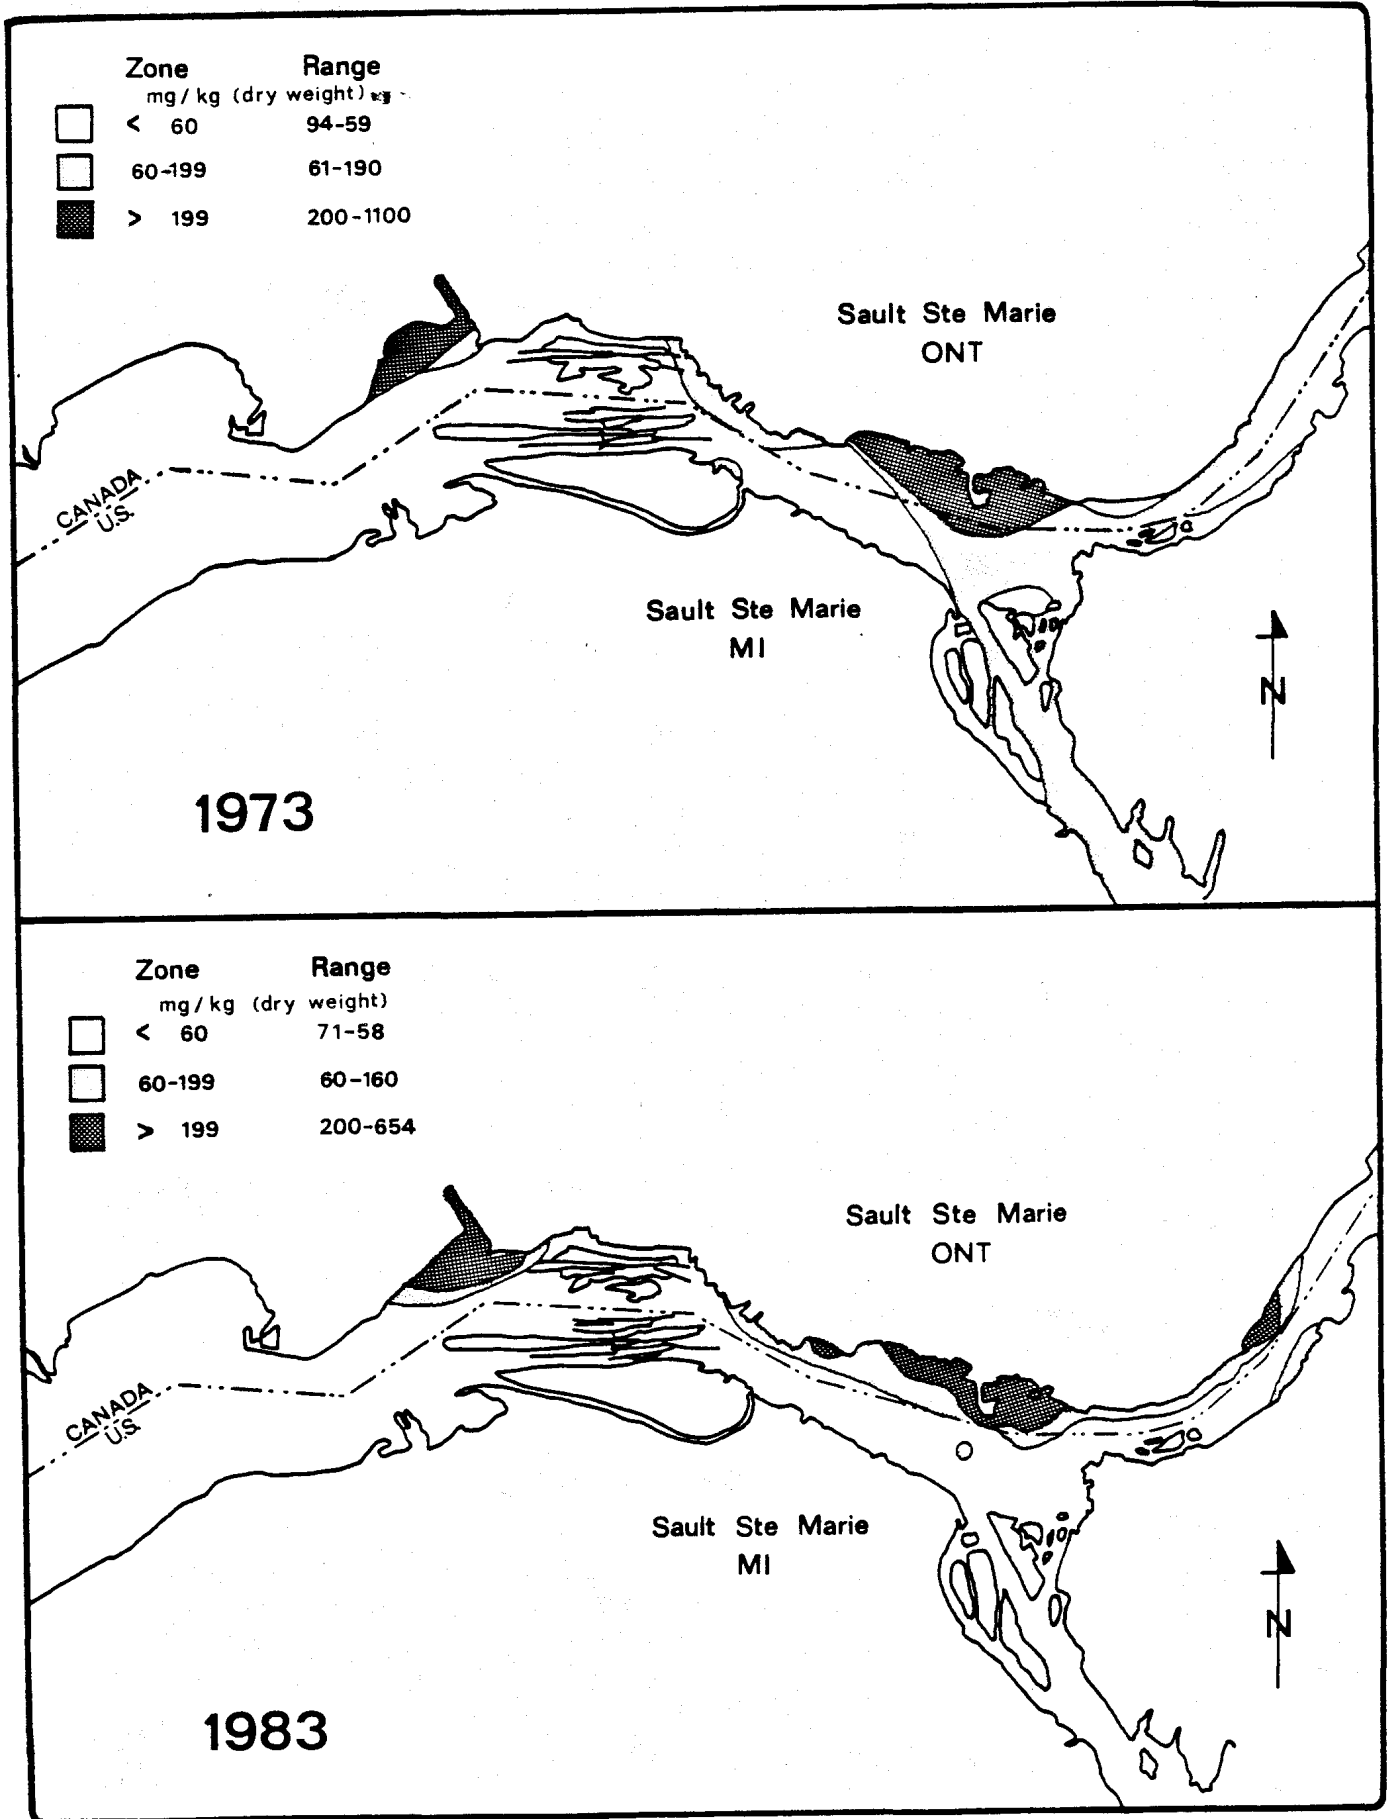 Zone Range
mg/kg (dry weight)
< 60 94-59
60-199 61-190
> 199 200-1100
Sault Ste Marie
ONT
CANADA
U.S.
Sault Ste Marie
MI
N
1973
Zone Range
mg/kg (dry weight)
< 60 71-58
60-199 60-160
> 199 200-654
Sault Ste Marie
ONT
CANADA
U.S.
Sault Ste Marie
MI
N
1983